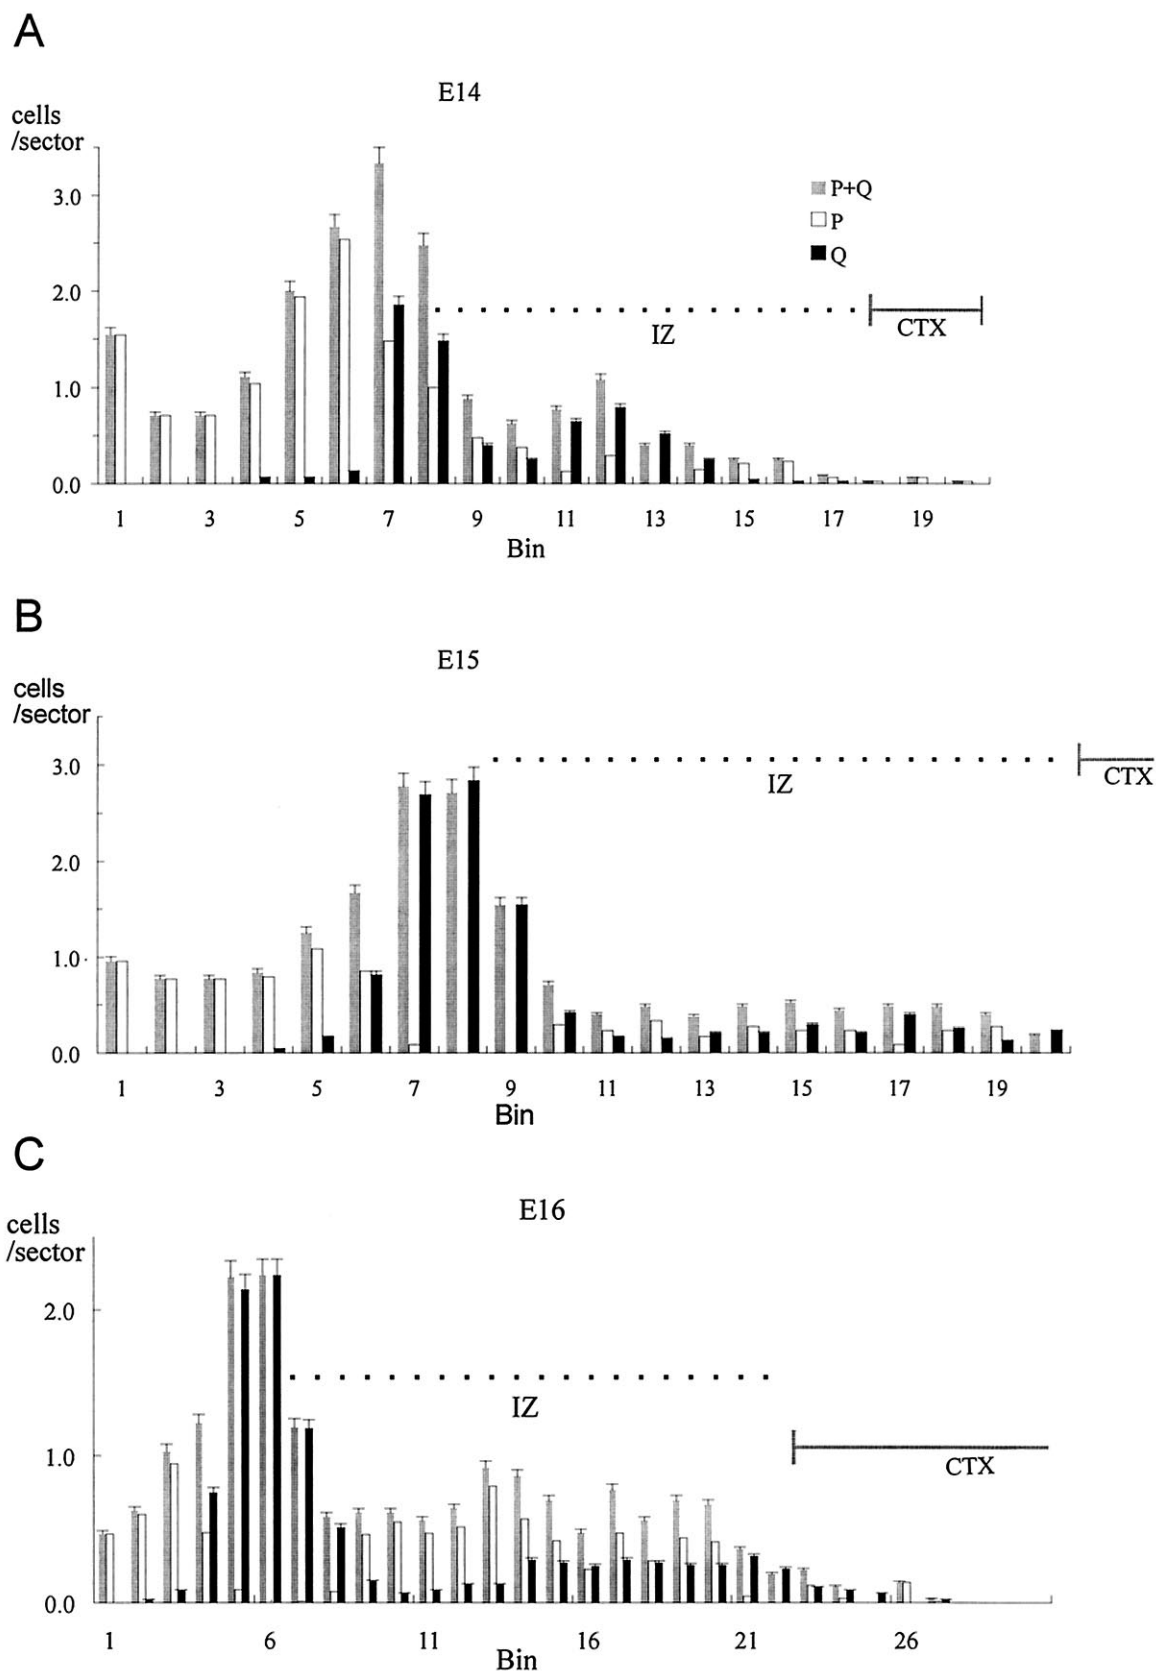 A
E14
cells
/sector
3.0
2.0
1.0
0.0
P+Q
P
Q
IZ
CTX
1 3 5 7 9 11 13 15 17 19
Bin
B
E15
cells
/sector
3.0
2.0
1.0
0.0
IZ
CTX
1 3 5 7 9 11 13 15 17 19
Bin
C
E16
cells
/sector
2.0
1.0
0.0
IZ
CTX
1 6 11 16 21 26
Bin